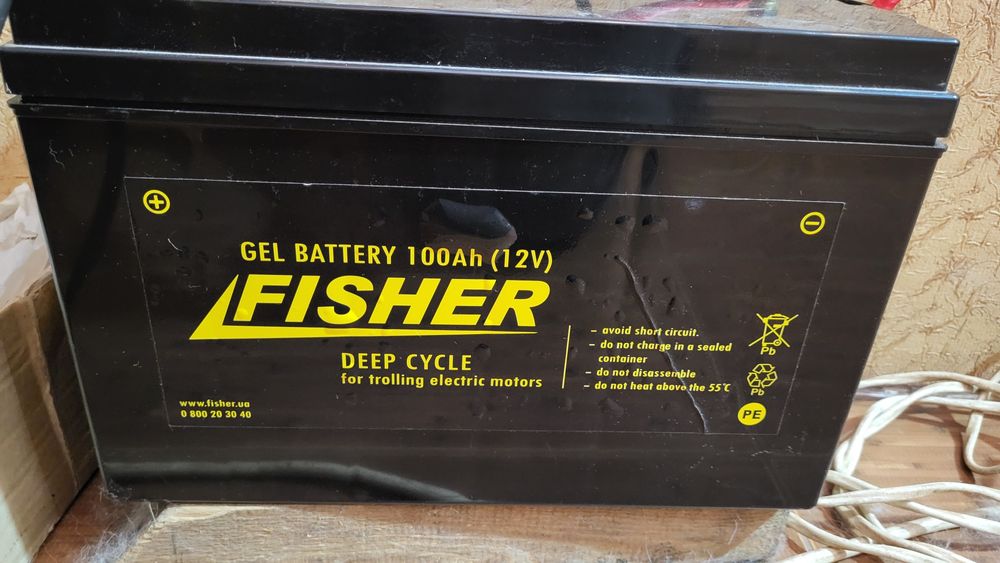 GEL BATTERY 100Ah (12V)
FISHER
DEEP CYCLE
for trolling electric motors
www.fisher.ua
0 800 20 30 40
– avoid short circuit.
– do not charge in a sealed
container
– do not disassemble
– do not heat above the 55℃
Pb
Pb
PE